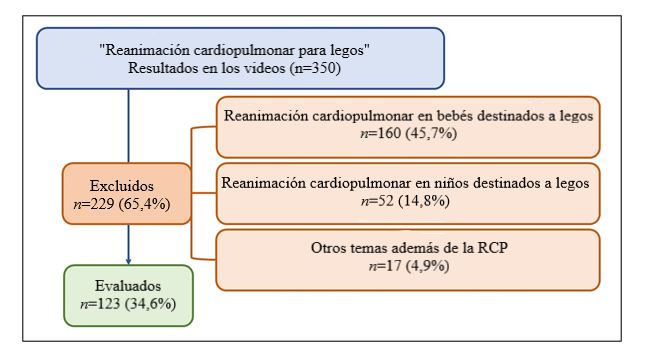 "Reanimación cardiopulmonar para legos"
Resultados en los videos (n=350)
Reanimación cardiopulmonar en bebés destinados a legos
n=160 (45,7%)
Excluidos
n=229 (65,4%)
Reanimación cardiopulmonar en niños destinados a legos
n=52 (14,8%)
Otros temas además de la RCP
n=17 (4,9%)
Evaluados
n=123 (34,6%)